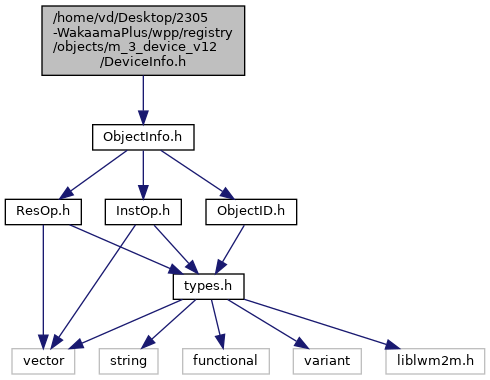 /home/vd/Desktop/2305
-WakaamaPlus/wpp/registry
/objects/m_3_device_v12
/DeviceInfo.h
ObjectInfo.h
ResOp.h
InstOp.h
ObjectID.h
types.h
vector
string
functional
variant
liblwm2m.h